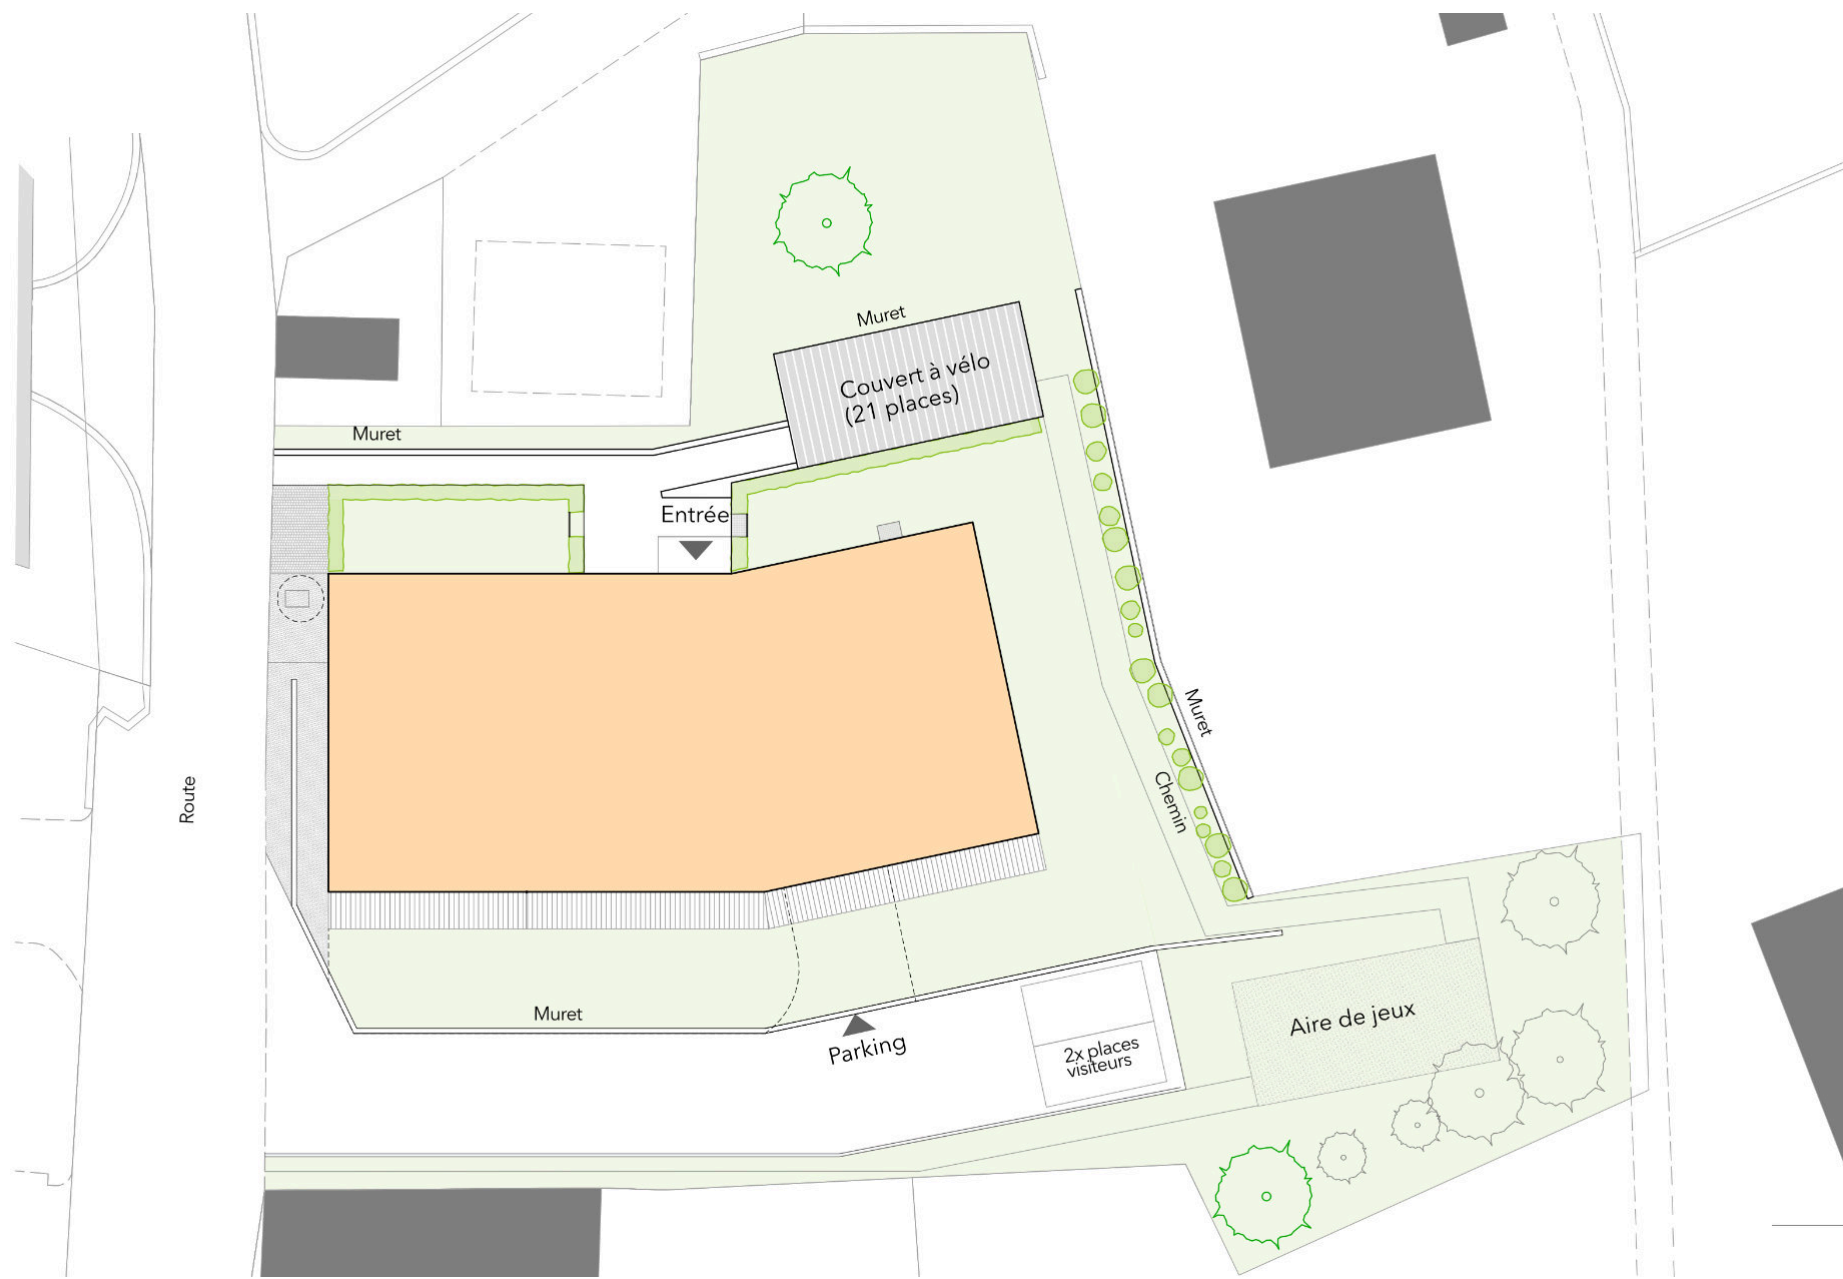 Muret
Couvert à vélo
(21 places)
Muret
Entrée
Muret
Route
Chemin
Muret
Parking
2x places
visiteurs
Aire de jeux